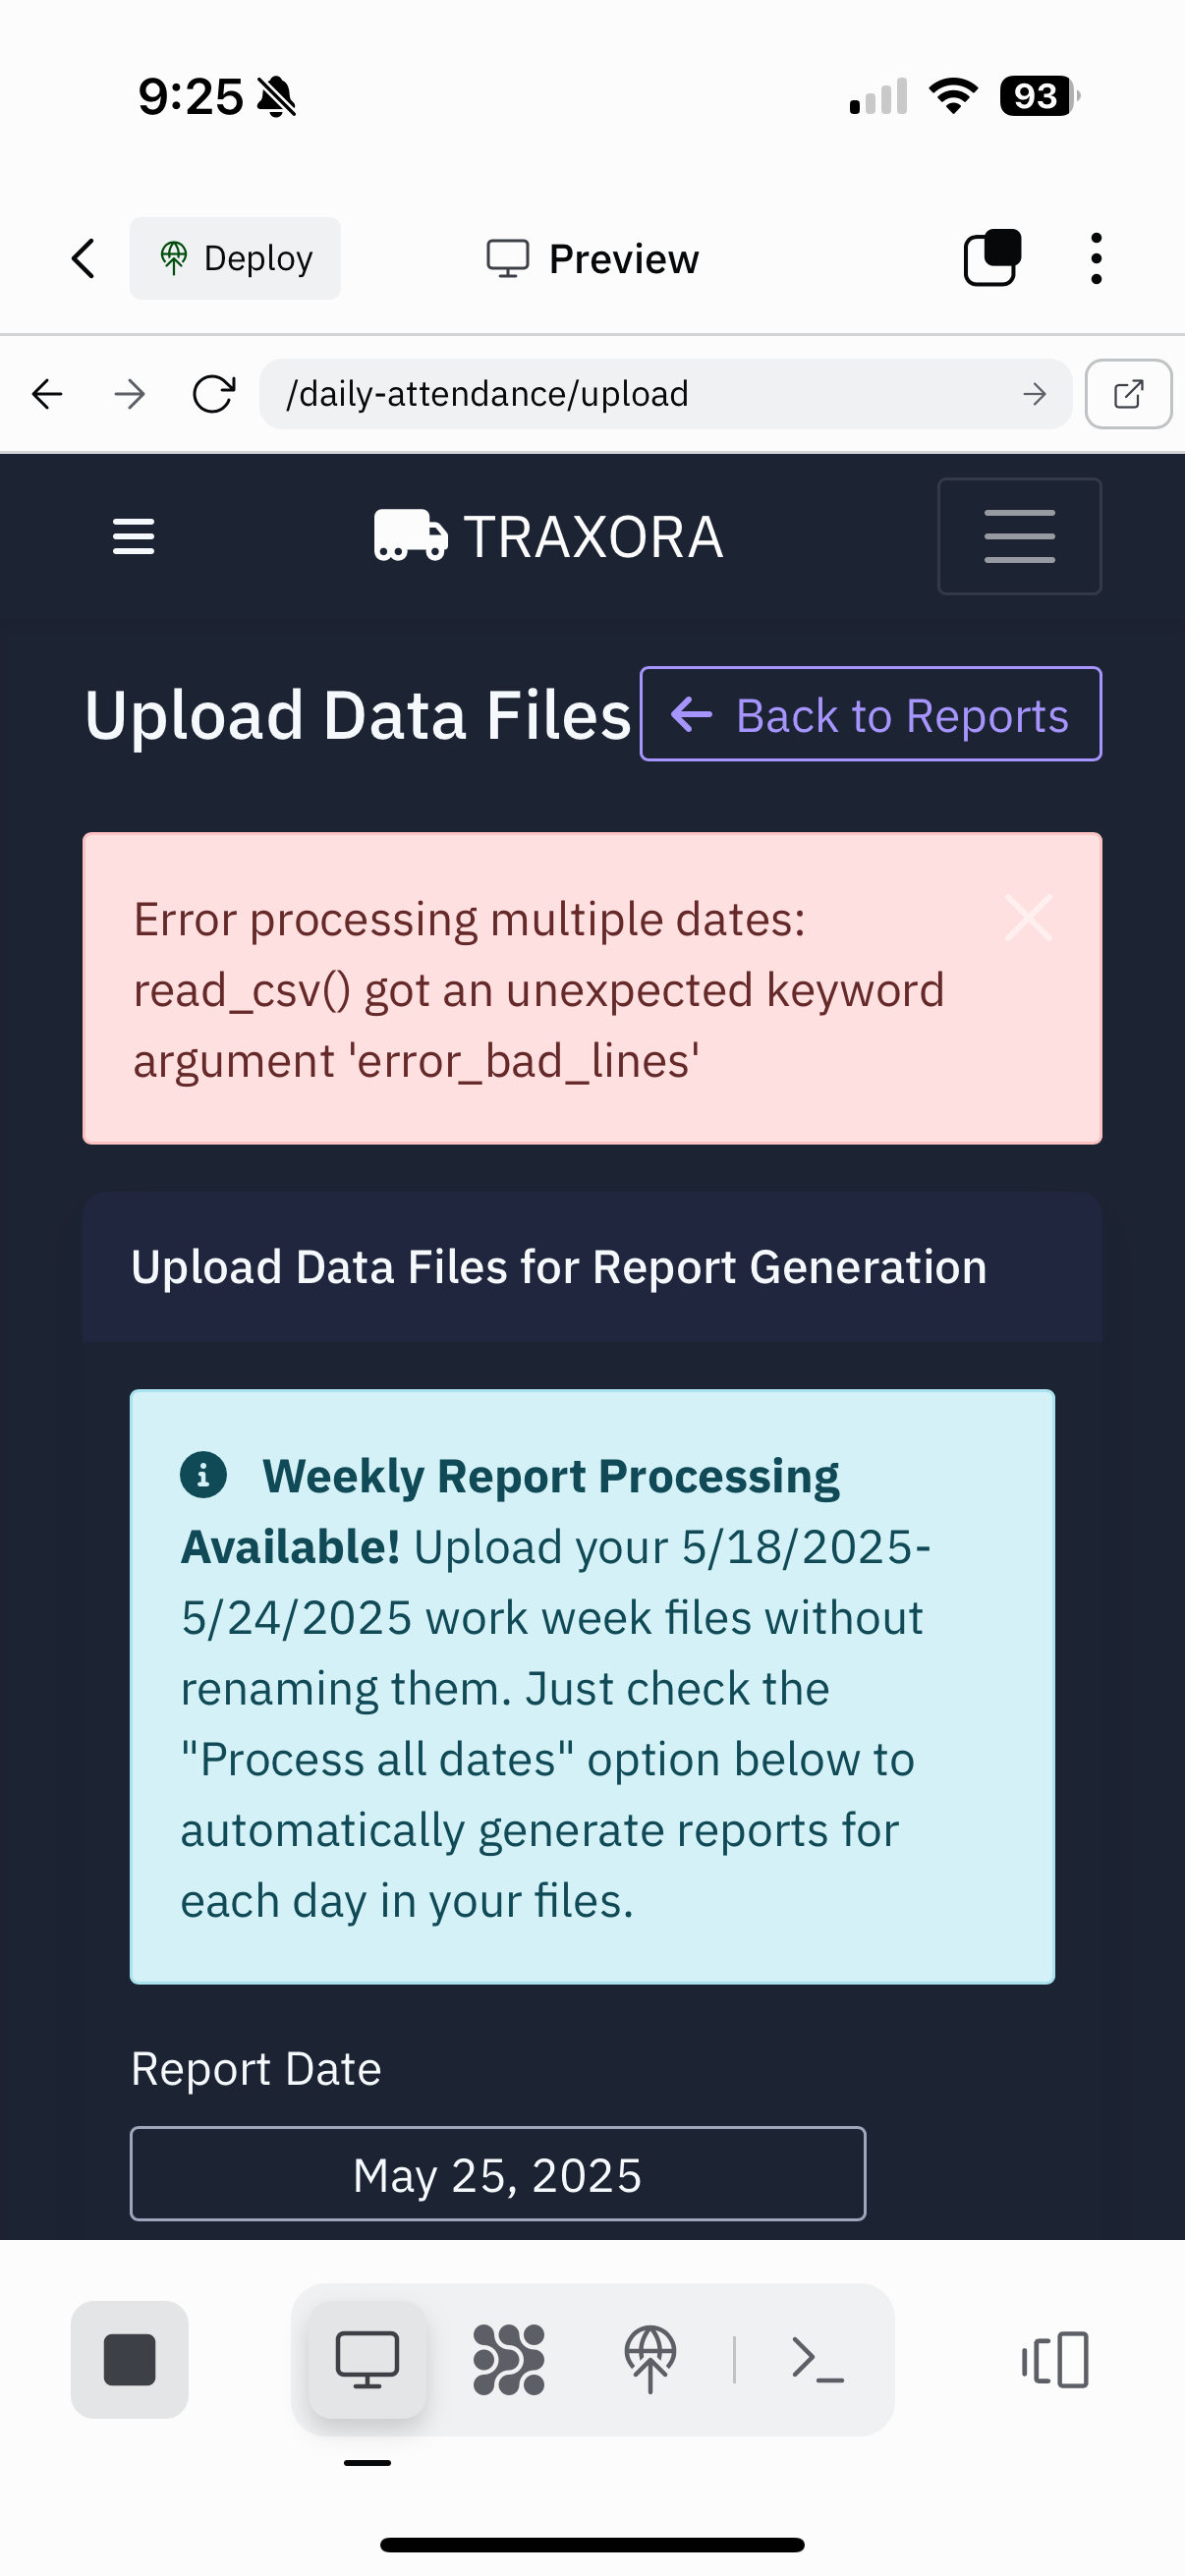 9:25
93
Deploy
Preview
/daily-attendance/upload
TRAXORA
Upload Data Files
Back to Reports
Error processing multiple dates:
read_csv() got an unexpected keyword
argument 'error_bad_lines'
Upload Data Files for Report Generation
Weekly Report Processing
Available! Upload your 5/18/2025-
5/24/2025 work week files without
renaming them. Just check the
"Process all dates" option below to
automatically generate reports for
each day in your files.
Report Date
May 25, 2025